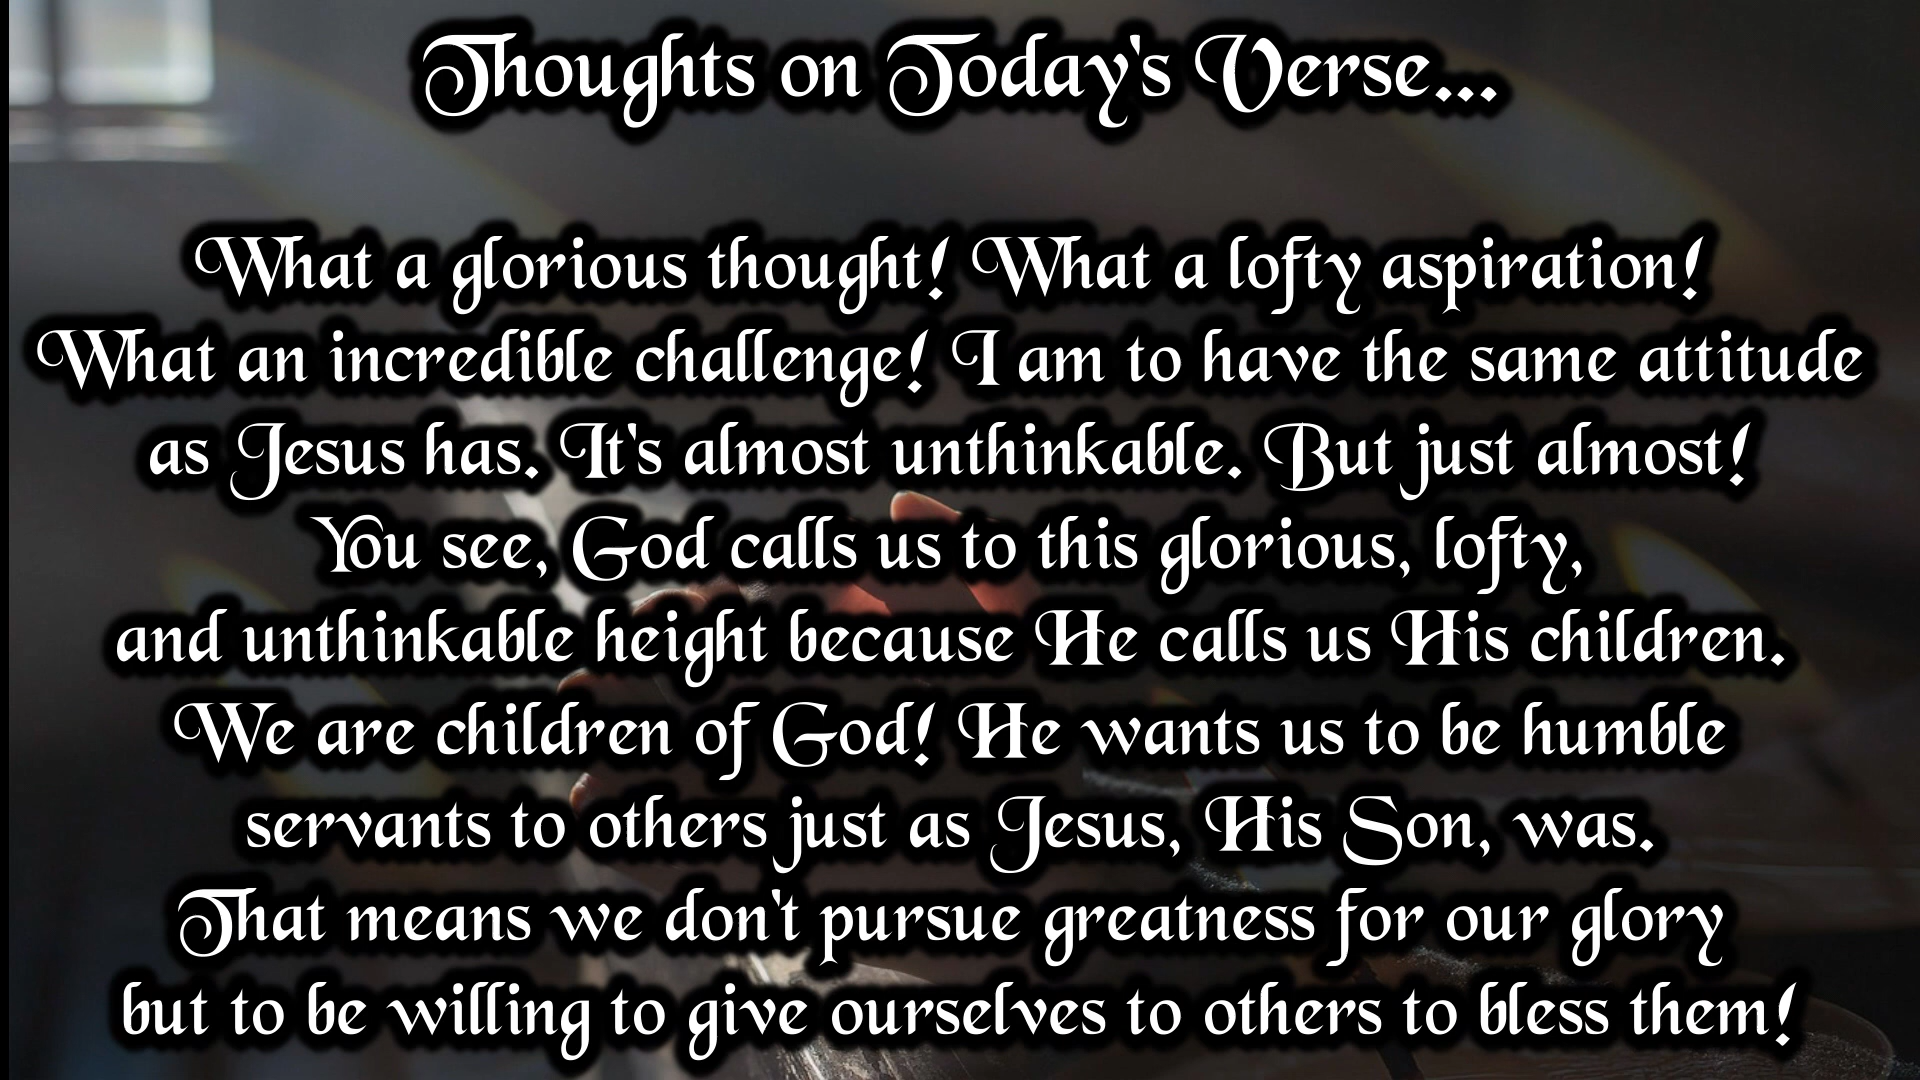 Thoughts on Today's Verse...
What a glorious thought! What a lofty aspiration!
What an incredible challenge! I am to have the same attitude
as Jesus has. It's almost unthinkable. But just almost!
You see, God calls us to this glorious, lofty,
and unthinkable height because He calls us His children.
We are children of God! He wants us to be humble
servants to others just as Jesus, His Son, was.
That means we don't pursue greatness for our glory
but to be willing to give ourselves to others to bless them!